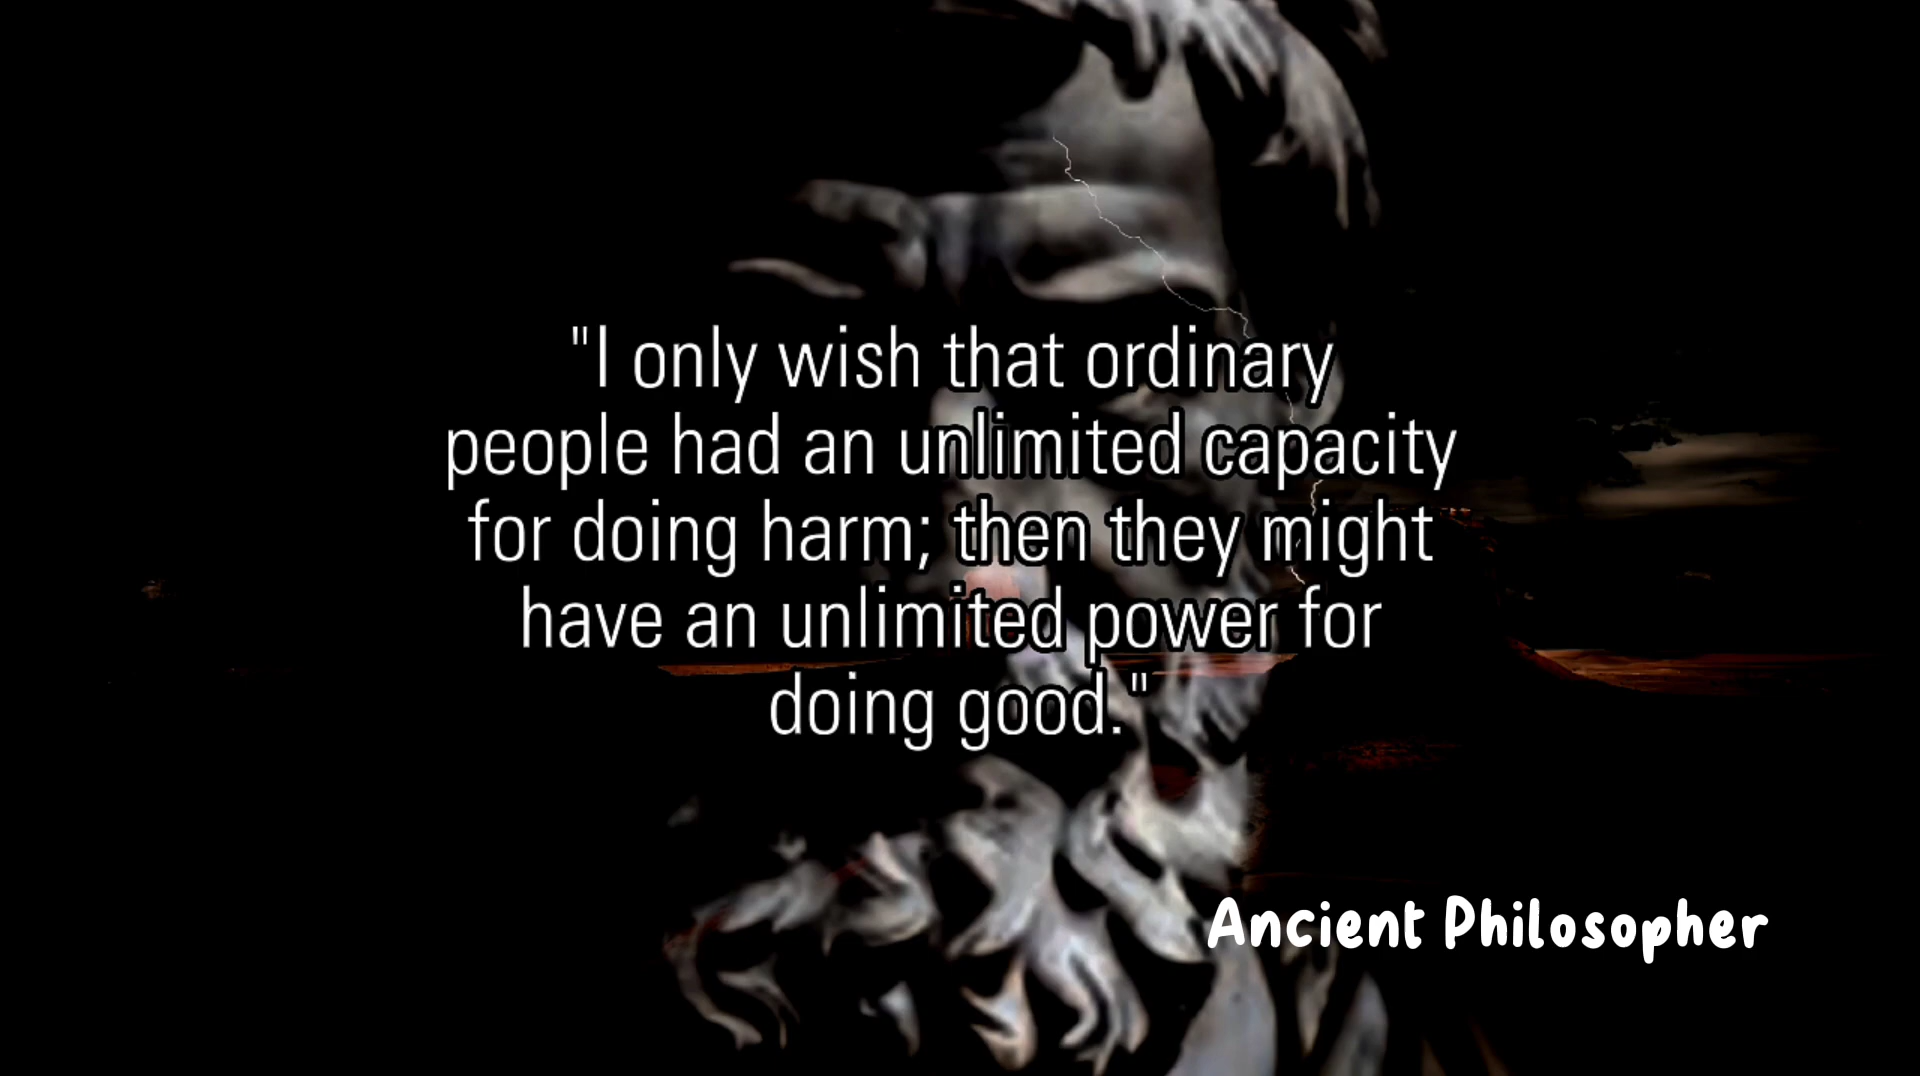 "I only wish that ordinary
people had an unlimited capacity
for doing harm; then they might
have an unlimited power for
doing good."
Ancient Philosopher